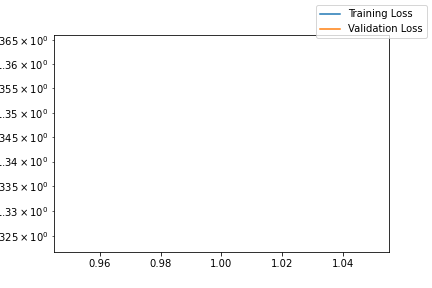 Training Loss
Validation Loss
365 × 10⁰
1.36 × 10⁰
355 × 10⁰
1.35 × 10⁰
345 × 10⁰
1.34 × 10⁰
335 × 10⁰
1.33 × 10⁰
325 × 10⁰
0.96 0.98 1.00 1.02 1.04